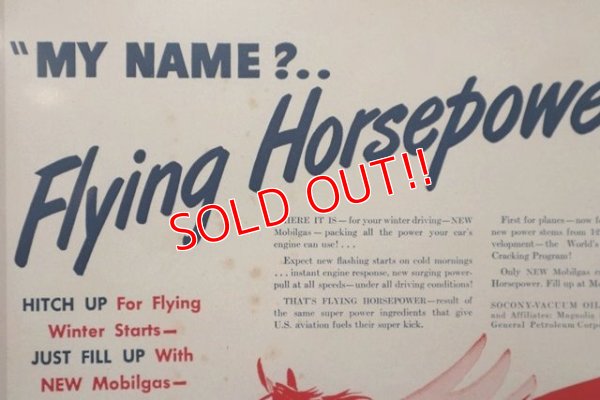 "MY NAME?..
Flying Horsepowe
SOLD OUT!!
HERE IT IS—for your winter driving—NEW
Mobilgas—packing all the power your car's
engine can use! . . .
Expect new flashing starts on cold mornings
. . . instant engine response, new surging power-
pull at all speeds—under all driving conditions!
THAT'S FLYING HORSEPOWER—result of
the same super power ingredients that give
U.S. aviation fuels their super kick.
First for planes—now f
new power stems from
velopment—the World's
Cracking Program!
Only NEW Mobilgas
Horsepower. Fill up at M
SOCONY-VACUUM OIL
and Affiliates: Magnolia
General Petroleum Corpo
HITCH UP For Flying
Winter Starts—
JUST FILL UP With
NEW Mobilgas—